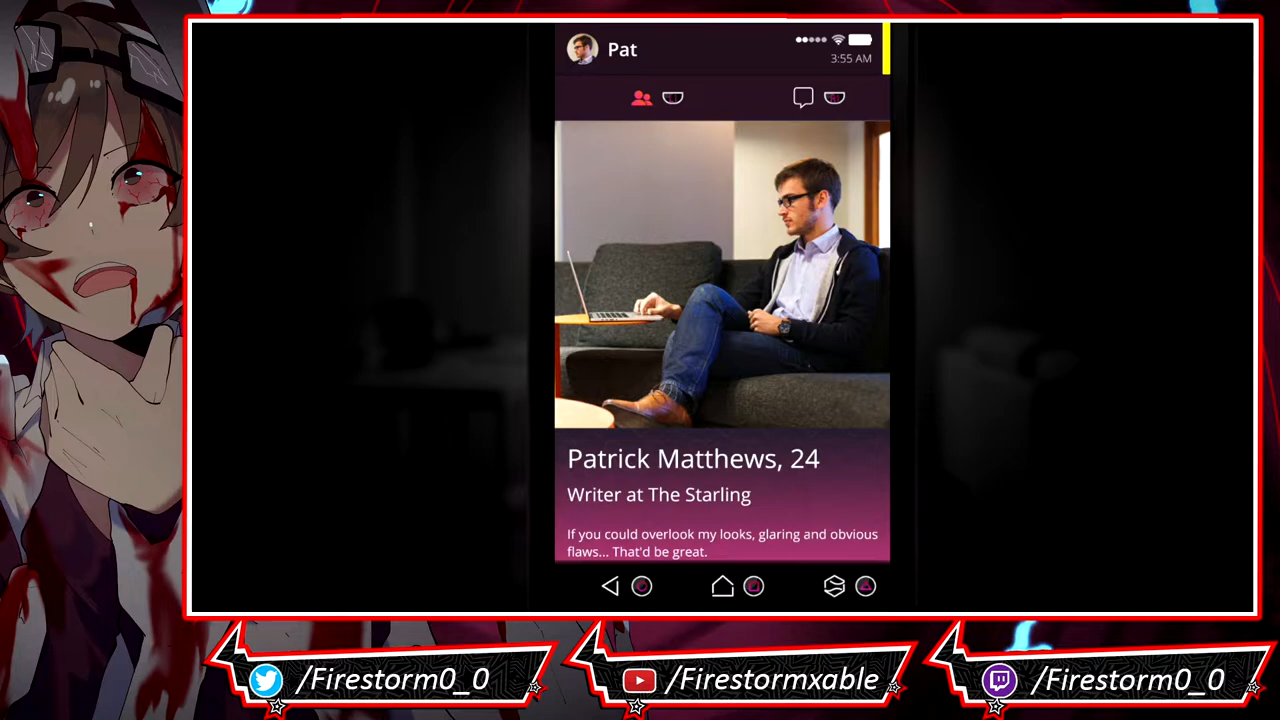 Pat
3:55 AM
Patrick Matthews, 24
Writer at The Starling
If you could overlook my looks, glaring and obvious
flaws... That'd be great.
/Firestorm0_0
/Firestormxable
/Firestorm0_0